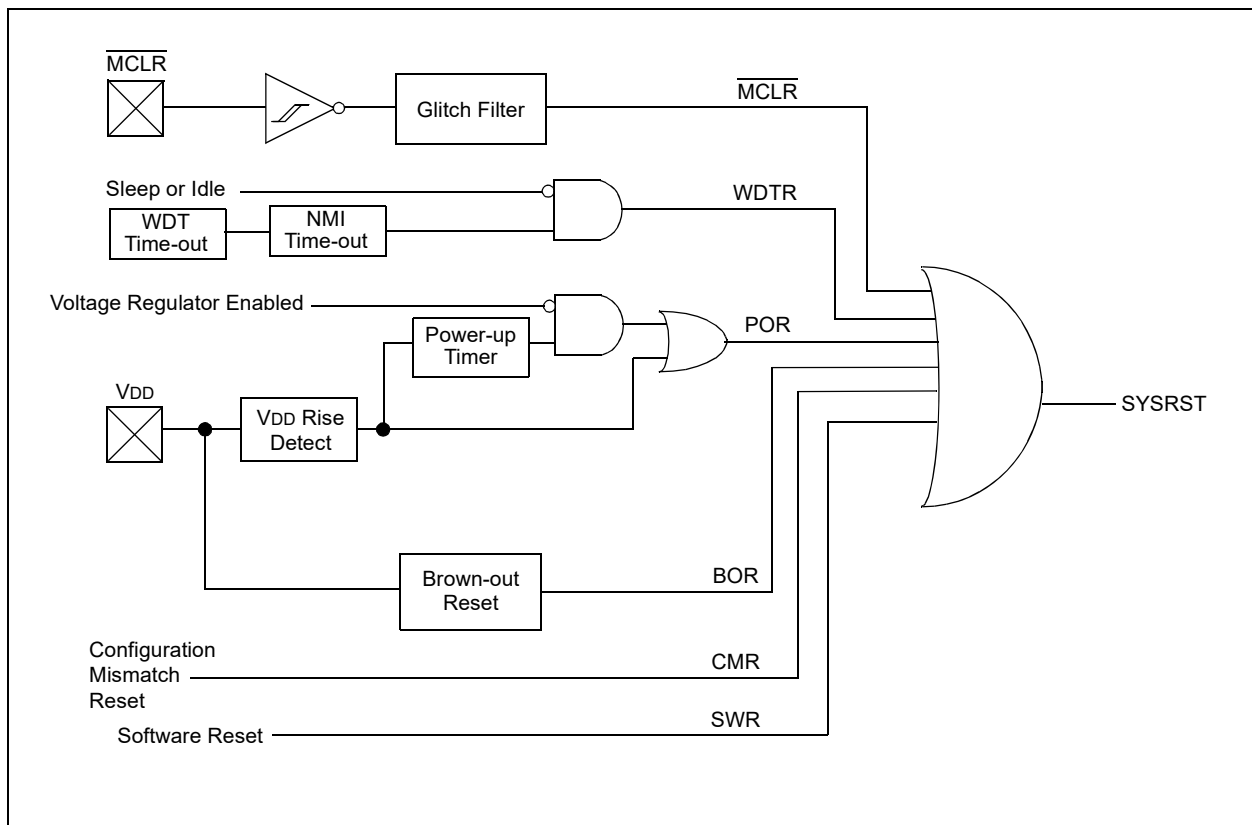 MCLR
Glitch Filter
MCLR
Sleep or Idle
WDT
Time-out
NMI
Time-out
WDTR
Voltage Regulator Enabled
Power-up
Timer
POR
VDD
VDD Rise
Detect
SYSRST
Brown-out
Reset
BOR
Configuration
Mismatch
Reset
CMR
Software Reset
SWR